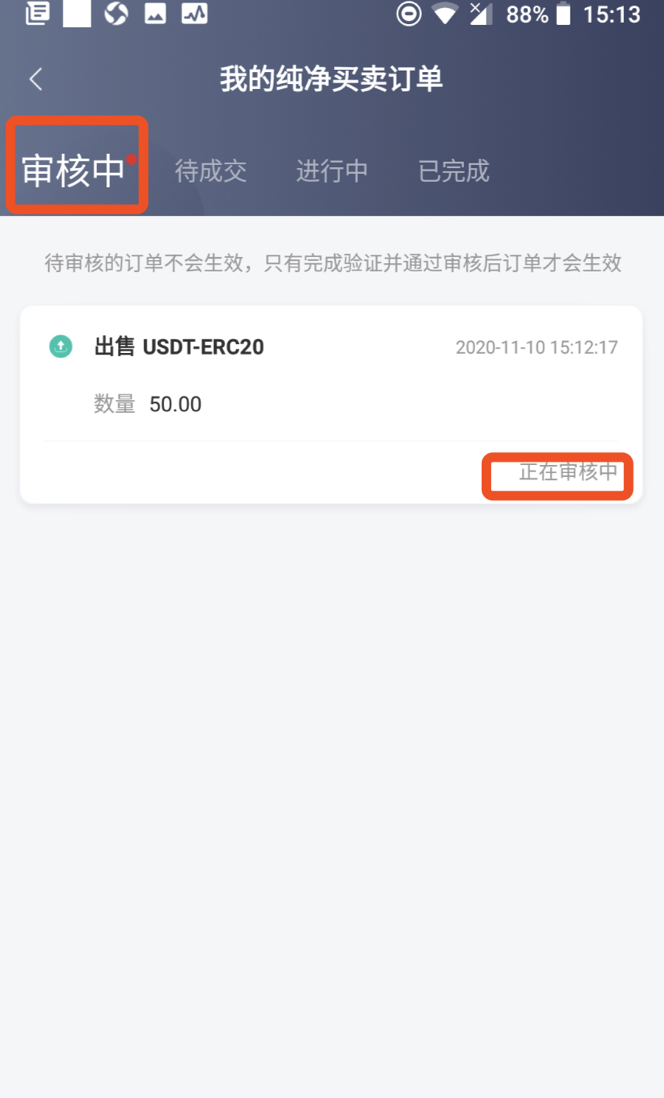 88% 15:13
我的纯净买卖订单
审核中 待成交 进行中 已完成
待审核的订单不会生效，只有完成验证并通过审核后订单才会生效
出售 USDT-ERC20 2020-11-10 15:12:17
数量 50.00
正在审核中